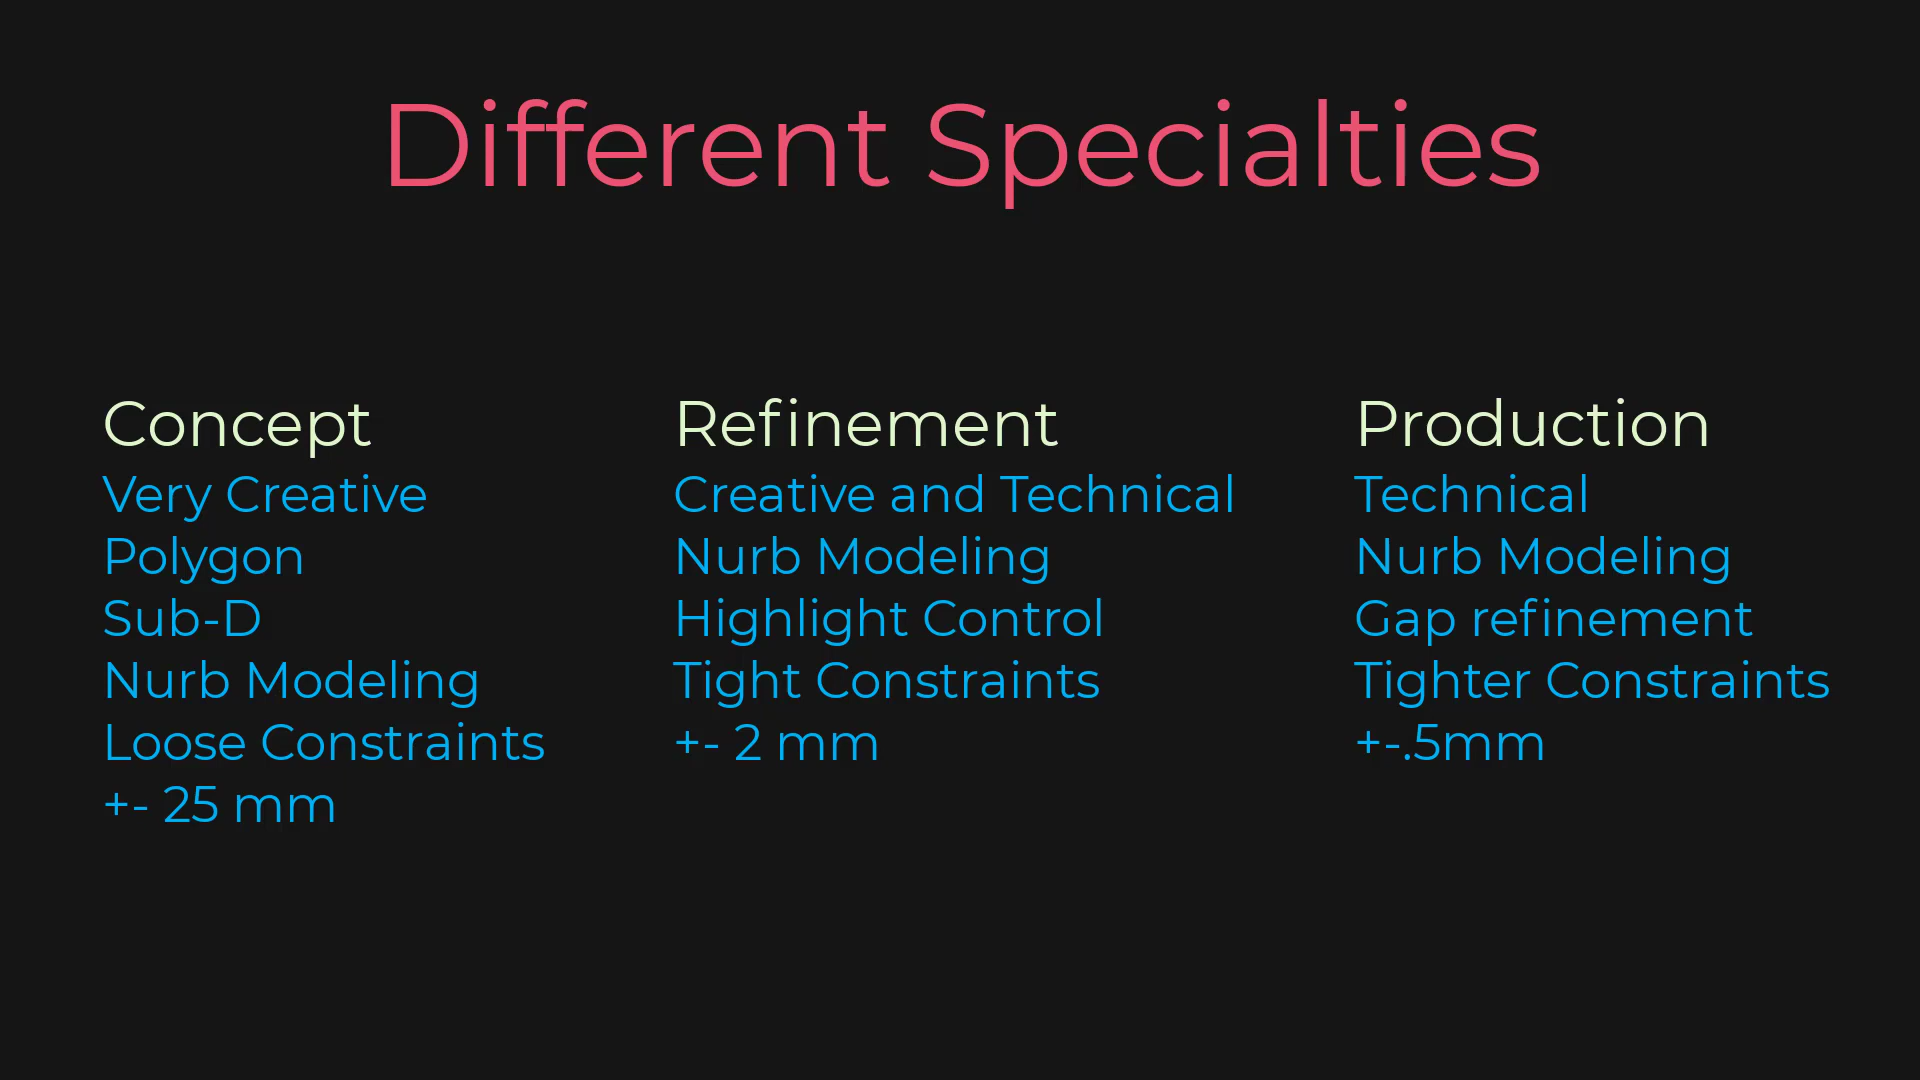 Different Specialties
Concept
Very Creative
Polygon
Sub-D
Nurb Modeling
Loose Constraints
+- 25 mm
Refinement
Creative and Technical
Nurb Modeling
Highlight Control
Tight Constraints
+- 2 mm
Production
Technical
Nurb Modeling
Gap refinement
Tighter Constraints
+-.5mm